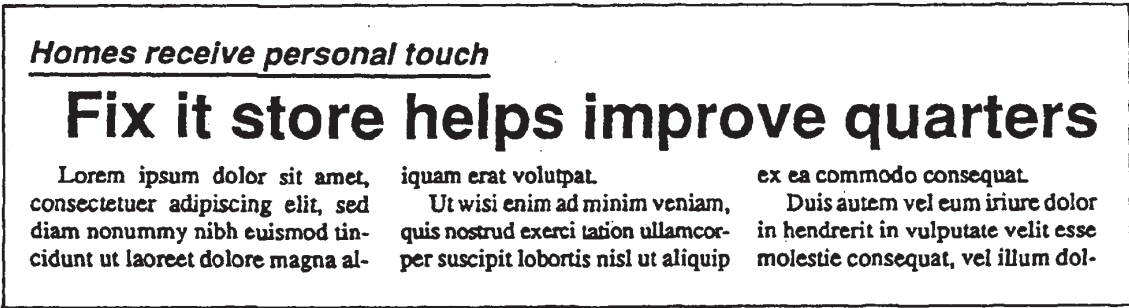 Homes receive personal touch
Fix it store helps improve quarters
Lorem ipsum dolor sit amet,
consectetuer adipiscing elit, sed
diam nonummy nibh euismod tin-
cidunt ut laoreet dolore magna al-
iquam erat volutpat.
Ut wisi enim ad minim veniam,
quis nostrud exerci tation ullamcor-
per suscipit lobortis nisl ut aliquip
ex ea commodo consequat.
Duis autem vel eum iriure dolor
in hendrerit in vulputate velit esse
molestie consequat, vel illum dol-